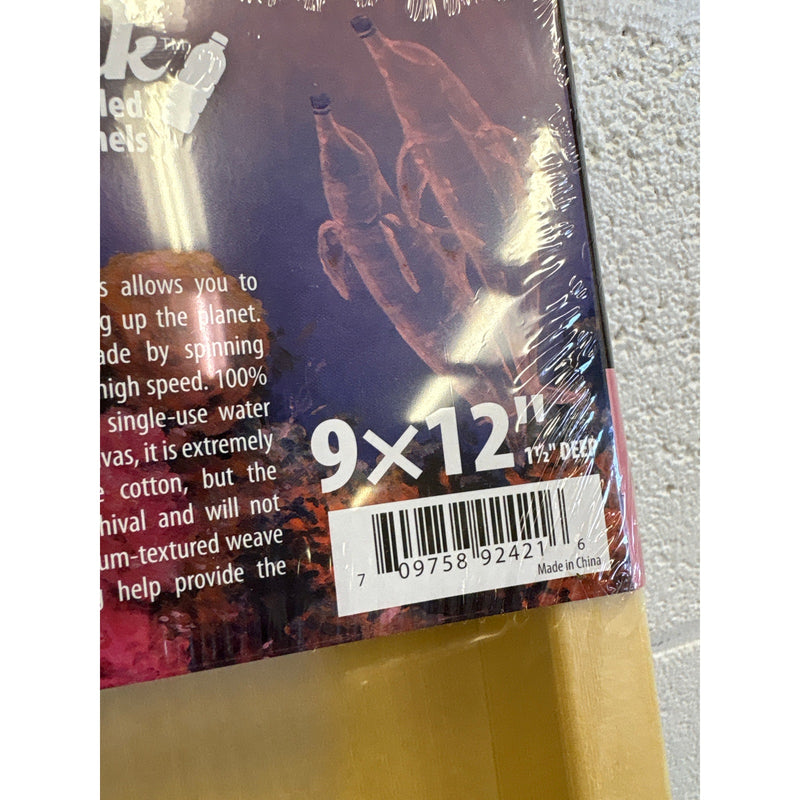 k™
led
nels
s allows you to
g up the planet.
ade by spinning
high speed. 100%
single-use water
vas, it is extremely
e cotton, but the
hival and will not
um-textured weave
g help provide the
9×12"
1½" DEEP
7 09758 92421 6
Made in China